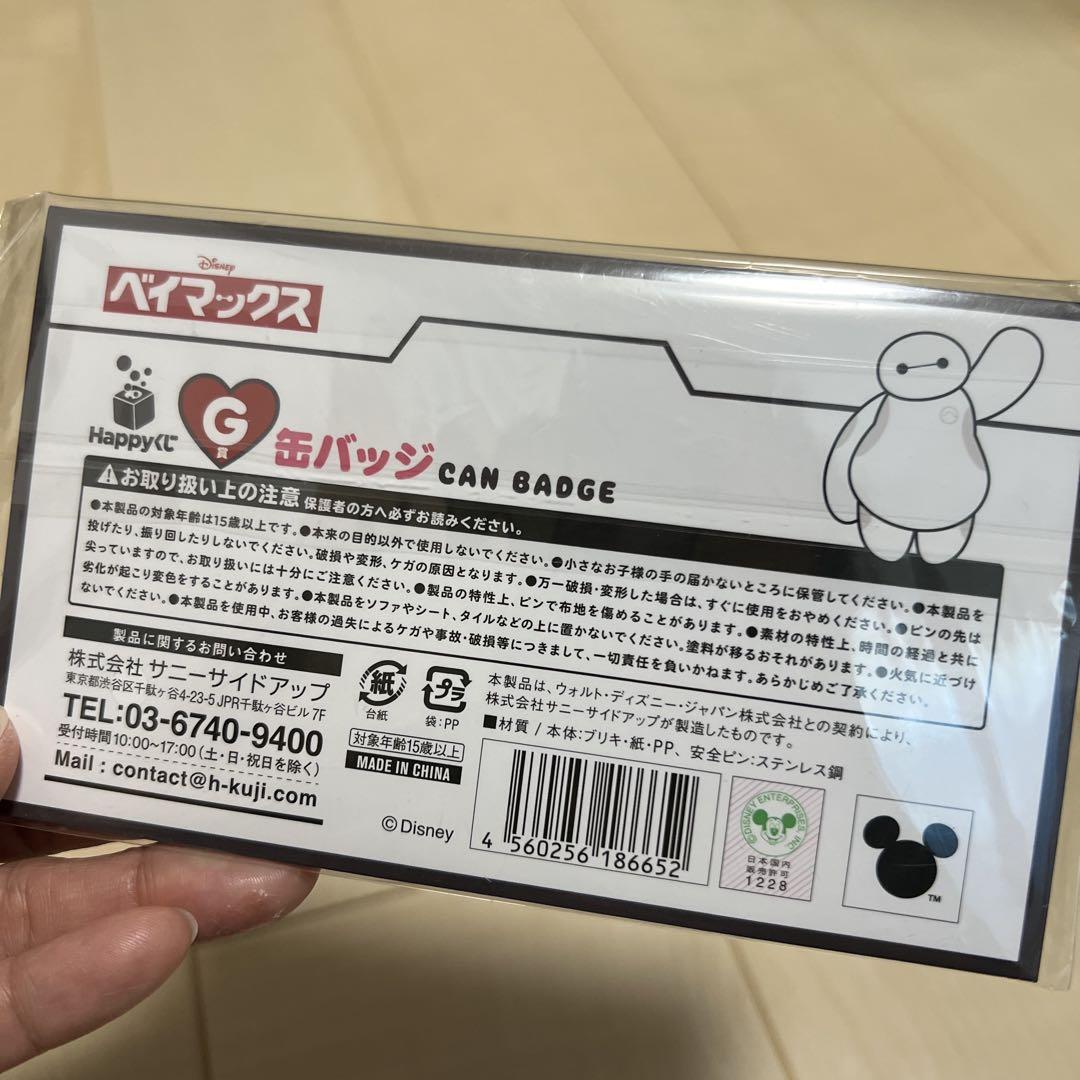 Disney
ベイマックス
Happyくじ
G
賞
缶バッジ CAN BADGE
お取り扱い上の注意 保護者の方へ必ずお読みください。
●本製品の対象年齢は15歳以上です。●本来の目的以外で使用しないでください。●小さなお子様の手の届かないところに保管してください。●本製品を
投げたり、振り回したりしないでください。破損や変形、ケガの原因となります。●万一破損・変形した場合は、すぐに使用をおやめください。●ピンの先は
尖っていますので、お取り扱いには十分にご注意ください。●製品の特性上、ピンで布地を傷めることがあります。●素材の特性上、時間の経過と共に
劣化が起こり変色をすることがあります。●本製品をソファやシート、タイルなどの上に置かないでください。塗料が移るおそれがあります。●火気に近づけ
ないでください。●本製品を使用中、お客様の過失によるケガや事故・破損等につきまして、一切責任を負いかねます。あらかじめご了承ください。
製品に関するお問い合わせ
株式会社 サニーサイドアップ
東京都渋谷区千駄ヶ谷4-23-5 JPR千駄ヶ谷ビル 7F
TEL:03-6740-9400
受付時間10:00~17:00(土・日・祝日を除く)
Mail : contact@h-kuji.com
紙
台紙
プラ
袋:PP
対象年齢15歳以上
MADE IN CHINA
©Disney
本製品は、ウォルト・ディズニー・ジャパン株式会社との契約により、
株式会社サニーサイドアップが製造したものです。
■材質 / 本体:ブリキ・紙・PP、安全ピン:ステンレス鋼
4 560256 186652
©DISNEY ENTERPRISES, INC.
日本国内
販売許可
1228
TM